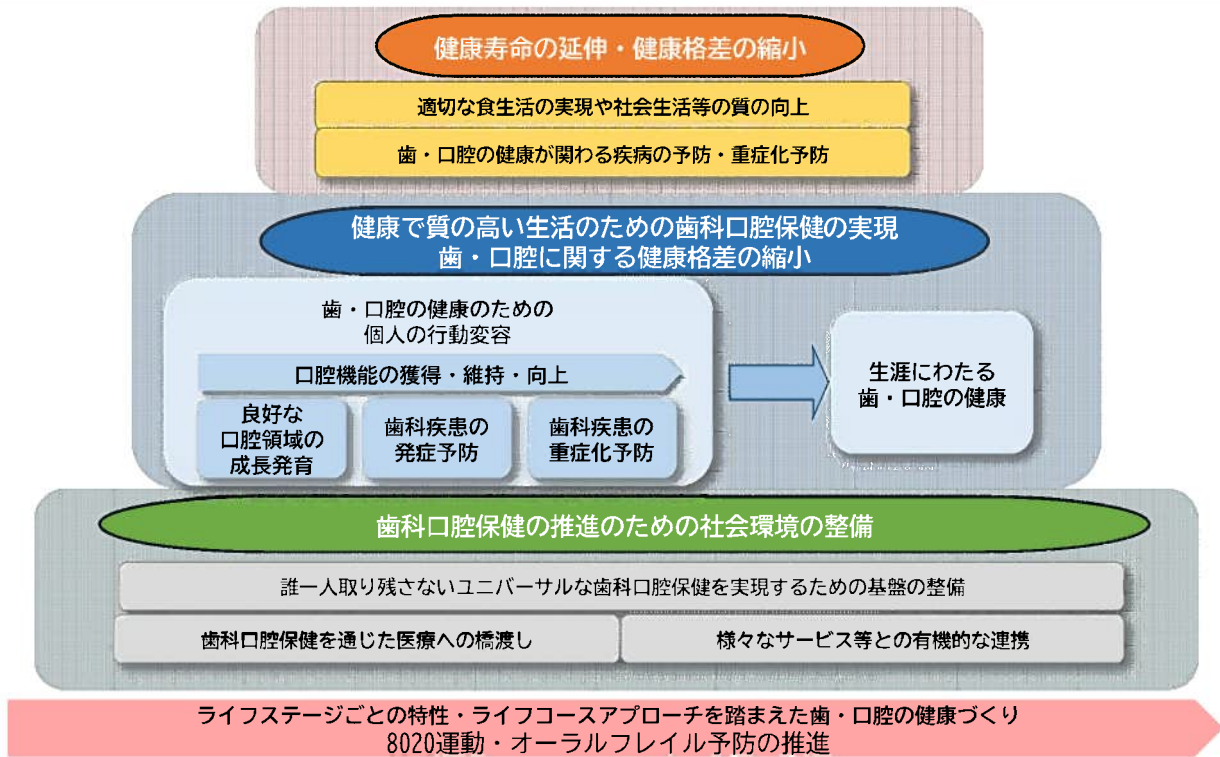 健康寿命の延伸・健康格差の縮小
適切な食生活の実現や社会生活等の質の向上
歯・口腔の健康が関わる疾病の予防・重症化予防
健康で質の高い生活のための歯科口腔保健の実現
歯・口腔に関する健康格差の縮小
歯・口腔の健康のための
個人の行動変容
口腔機能の獲得・維持・向上
良好な
口腔領域の
成長発育
歯科疾患の
発症予防
歯科疾患の
重症化予防
生涯にわたる
歯・口腔の健康
歯科口腔保健の推進のための社会環境の整備
誰一人取り残さないユニバーサルな歯科口腔保健を実現するための基盤の整備
歯科口腔保健を通じた医療への橋渡し
様々なサービス等との有機的な連携
ライフステージごとの特性・ライフコースアプローチを踏まえた歯・口腔の健康づくり
8020運動・オーラルフレイル予防の推進